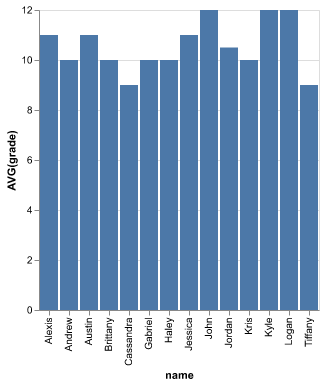 12
10
8
6
4
2
0
AVG(grade)
Alexis
Andrew
Austin
Brittany
Cassandra
Gabriel
Haley
Jessica
John
Jordan
Kris
Kyle
Logan
Tiffany
name